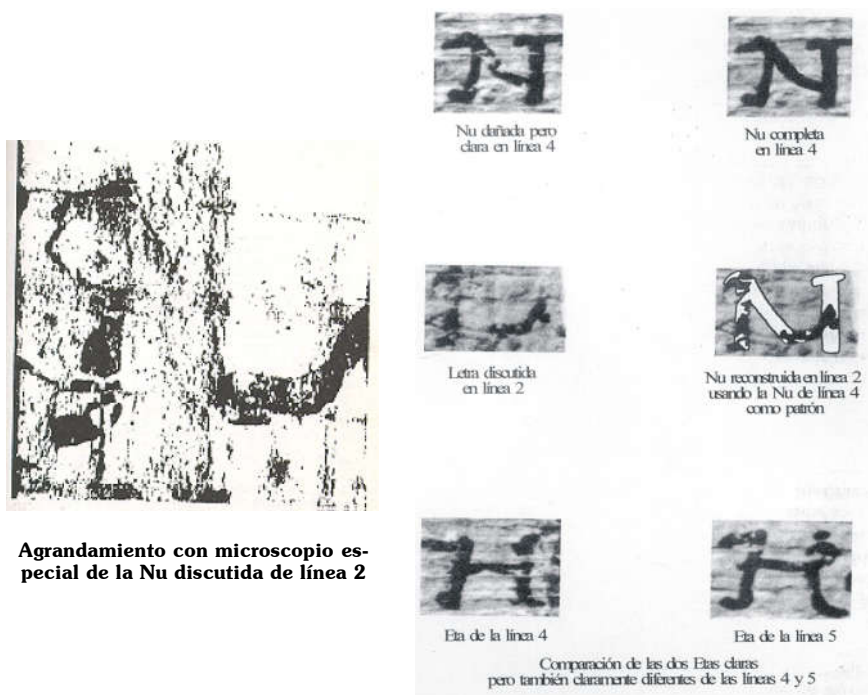 Nu dañada pero
clara en línea 4
Nu completa
en línea 4
Letra discutida
en línea 2
Nu reconstruida en línea 2
usando la Nu de línea 4
como patrón
Agrandamiento con microscopio es-
pecial de la Nu discutida de línea 2
Eta de la línea 4
Eta de la línea 5
Comparación de las dos Etas claras
pero también claramente diferentes de las líneas 4 y 5